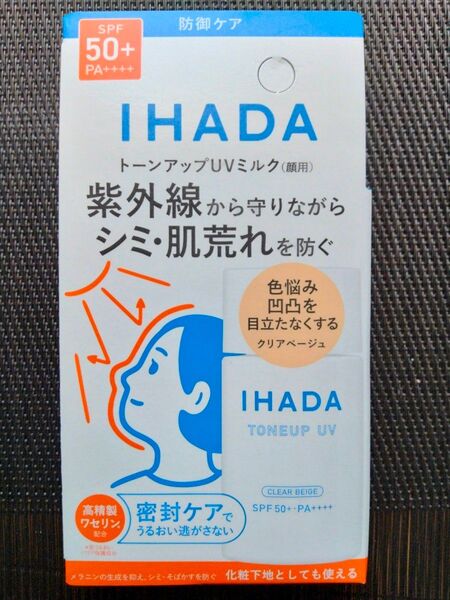 防御ケア
SPF
50+
PA++++
IHADA
トーンアップUVミルク(顔用)
紫外線から守りながら
シミ・肌荒れを防ぐ
色悩み
凹凸を
目立たなくする
クリアベージュ
IHADA
TONEUP UV
CLEAR BEIGE
SPF 50+・PA++++
高精製
ワセリン※
配合
密封ケアで
うるおい逃がさない
メラニンの生成を抑え、シミ・そばかすを防ぐ
化粧下地としても使える